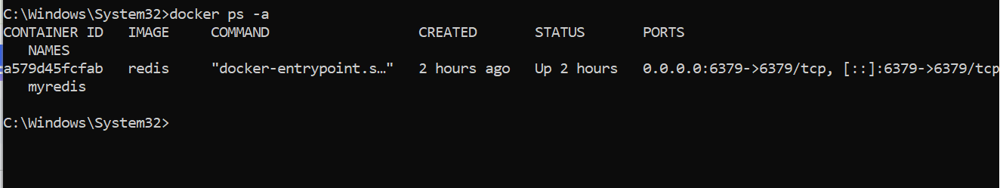 C:\Windows\System32>docker ps -a
CONTAINER ID   IMAGE     COMMAND                  CREATED       STATUS       PORTS
   NAMES
a579d45fcfab   redis     "docker-entrypoint.s…"   2 hours ago   Up 2 hours   0.0.0.0:6379->6379/tcp, [::]:6379->6379/tcp
   myredis
C:\Windows\System32>